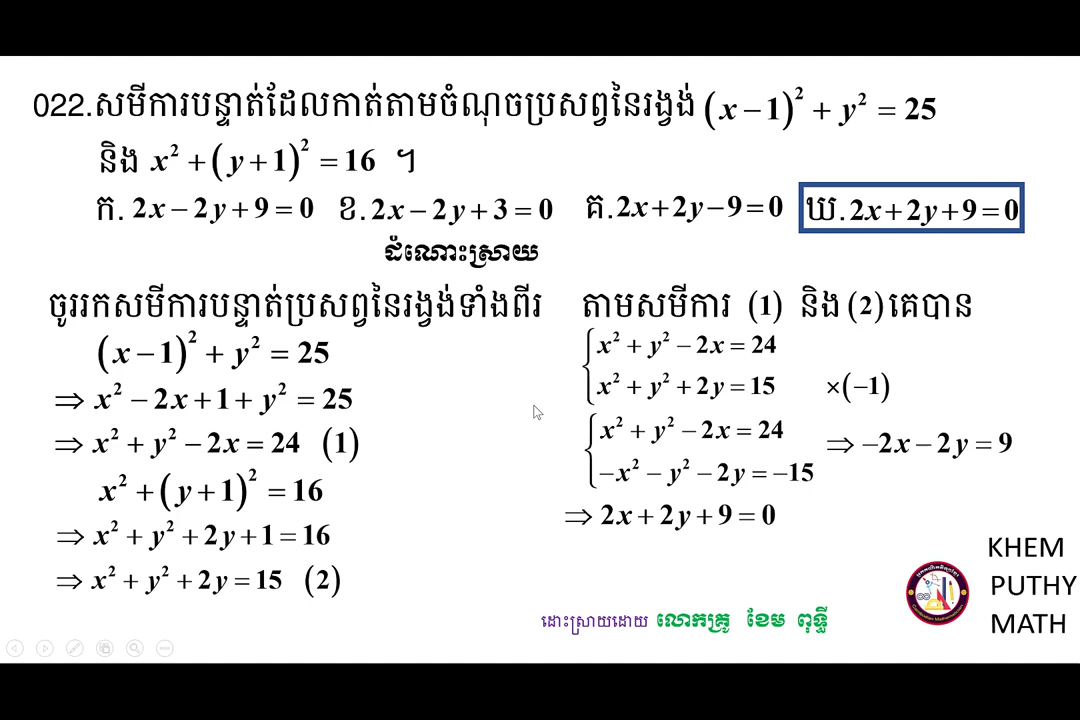 022.សមីការបន្ទាត់ដែលកាត់តាមចំណុចប្រសព្វនៃរង្វង់ (x−1)² + y² = 25
និង x² + (y+1)² = 16 ។
ក. 2x−2y+9=0 ខ. 2x−2y+3=0 គ. 2x+2y−9=0 ឃ. 2x+2y+9=0
ដំណោះស្រាយ
ចូររកសមីការបន្ទាត់ប្រសព្វនៃរង្វង់ទាំងពីរ
(x−1)² + y² = 25
⇒ x² − 2x + 1 + y² = 25
⇒ x² + y² − 2x = 24 (1)
x² + (y+1)² = 16
⇒ x² + y² + 2y + 1 = 16
⇒ x² + y² + 2y = 15 (2)
តាមសមីការ (1) និង (2) គេបាន
x² + y² − 2x = 24
x² + y² + 2y = 15 ×(−1)
x² + y² − 2x = 24
−x² − y² − 2y = −15 ⇒ −2x − 2y = 9
⇒ 2x + 2y + 9 = 0
ដោះស្រាយដោយ លោកគ្រូ ខែម ពុទ្ធី
KHEM
PUTHY
MATH